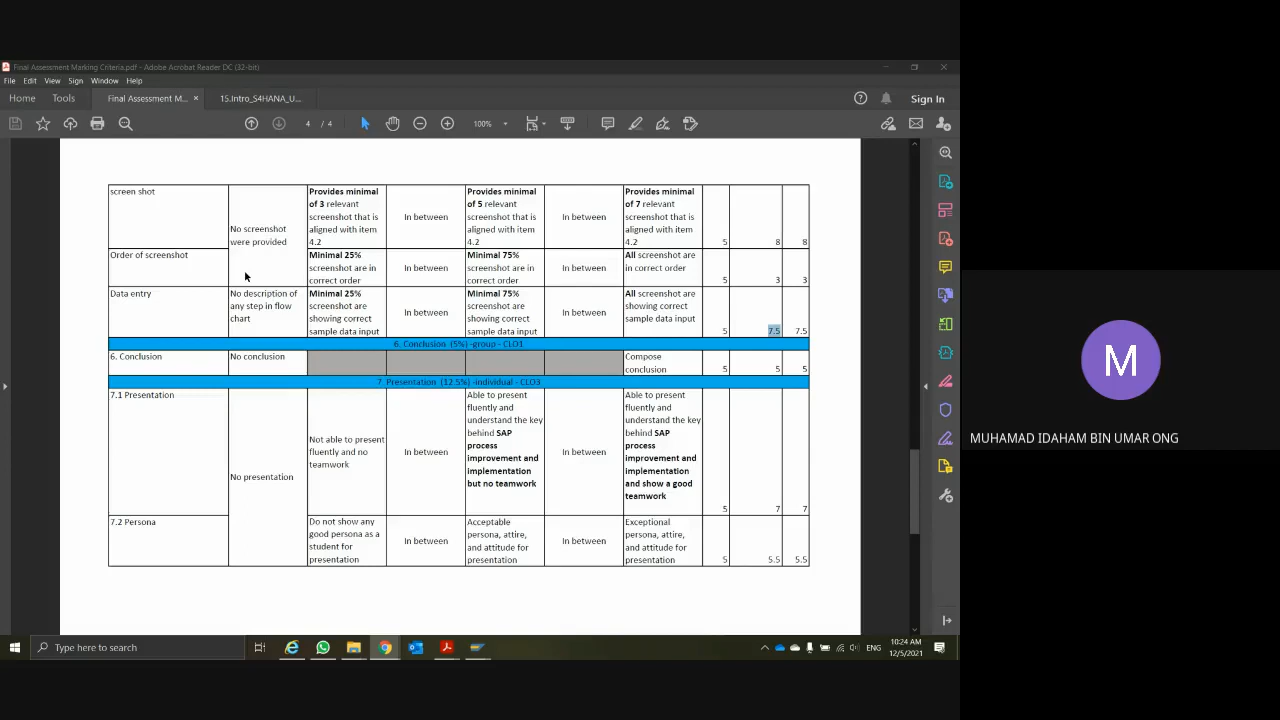 Final Assessment Marking Criteria.pdf - Adobe Acrobat Reader DC (32-bit)
File Edit View Sign Window Help
Home Tools Final Assessment M... × 15.Intro_S4HANA_U... Sign In
4 / 4 100%
screen shot
No screenshot
were provided
Provides minimal
of 3 relevant
screenshot that is
aligned with item
4.2
In between
Provides minimal
of 5 relevant
screenshot that is
aligned with item
4.2
In between
Provides minimal
of 7 relevant
screenshot that is
aligned with item
4.2
5 8 8
Order of screenshot
Minimal 25%
screenshot are in
correct order
In between
Minimal 75%
screenshot are in
correct order
In between
All screenshot are
in correct order
5 3 3
Data entry
No description of
any step in flow
chart
Minimal 25%
screenshot are
showing correct
sample data input
In between
Minimal 75%
screenshot are
showing correct
sample data input
In between
All screenshot are
showing correct
sample data input
5 7.5 7.5
6. Conclusion (5%) -group - CLO1
6. Conclusion
No conclusion
Compose
conclusion
5 5 5
7. Presentation (12.5%) -individual - CLO3
7.1 Presentation
No presentation
Not able to present
fluently and no
teamwork
In between
Able to present
fluently and
understand the key
behind SAP
process
improvement and
implementation
but no teamwork
In between
Able to present
fluently and
understand the key
behind SAP
process
improvement and
implementation
and show a good
teamwork
5 7 7
7.2 Persona
Do not show any
good persona as a
student for
presentation
In between
Acceptable
persona, attire,
and attitude for
presentation
In between
Exceptional
persona, attire,
and attitude for
presentation
5 5.5 5.5
M
MUHAMAD IDAHAM BIN UMAR ONG
Type here to search
ENG
10:24 AM
12/5/2021